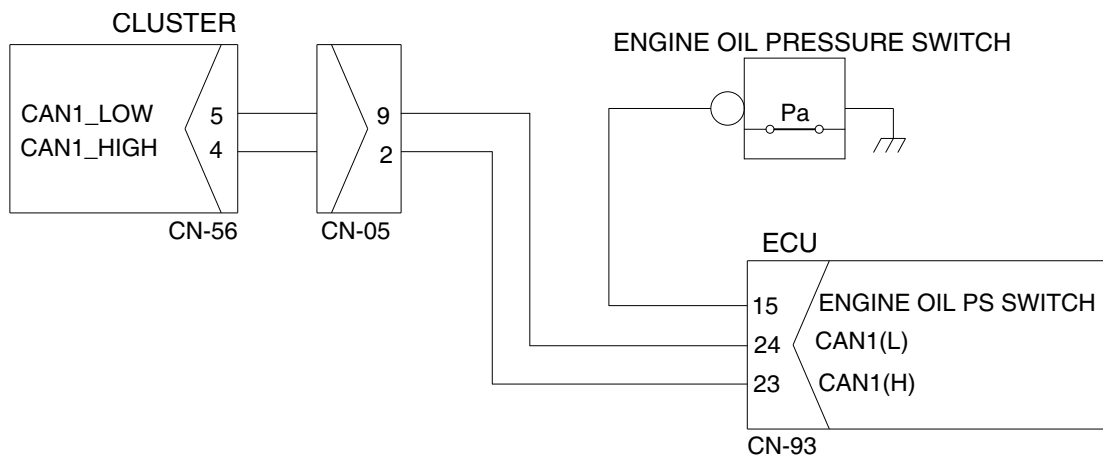 CLUSTER
CAN1_LOW 5
CAN1_HIGH 4
CN-56
9
2
CN-05
ENGINE OIL PRESSURE SWITCH
Pa
ECU
15 ENGINE OIL PS SWITCH
24 CAN1(L)
23 CAN1(H)
CN-93